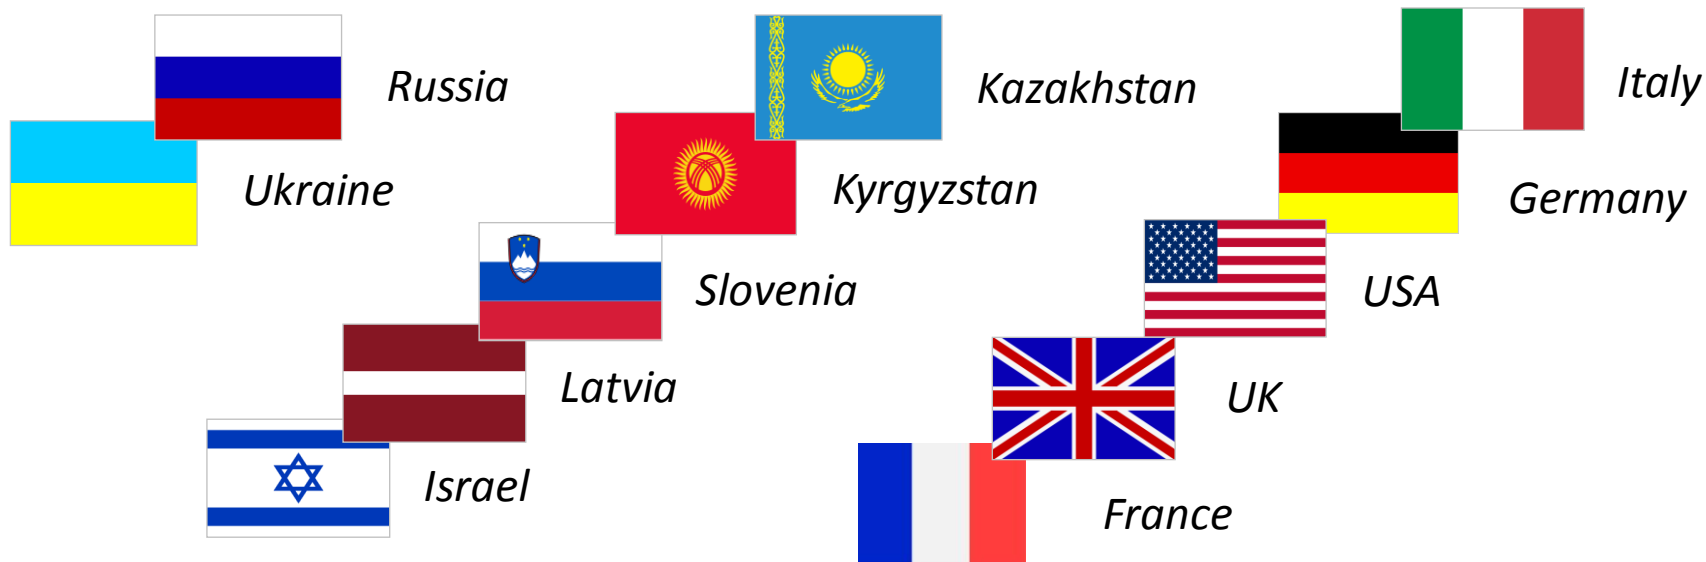 Russia
Ukraine
Kazakhstan
Kyrgyzstan
Slovenia
Latvia
Israel
Italy
Germany
USA
UK
France